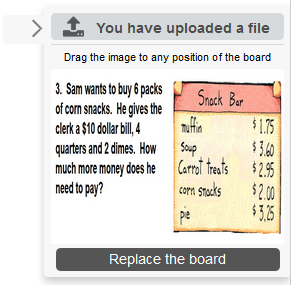 You have uploaded a file
Drag the image to any position of the board
3. Sam wants to buy 6 packs
of corn snacks. He gives the
clerk a $10 dollar bill, 4
quarters and 2 dimes. How
much more money does he
need to pay?
Snack Bar
muffin $1.75
Soup $3.60
Carrot Treats $2.95
corn snacks $2.00
pie $3.25
Replace the board